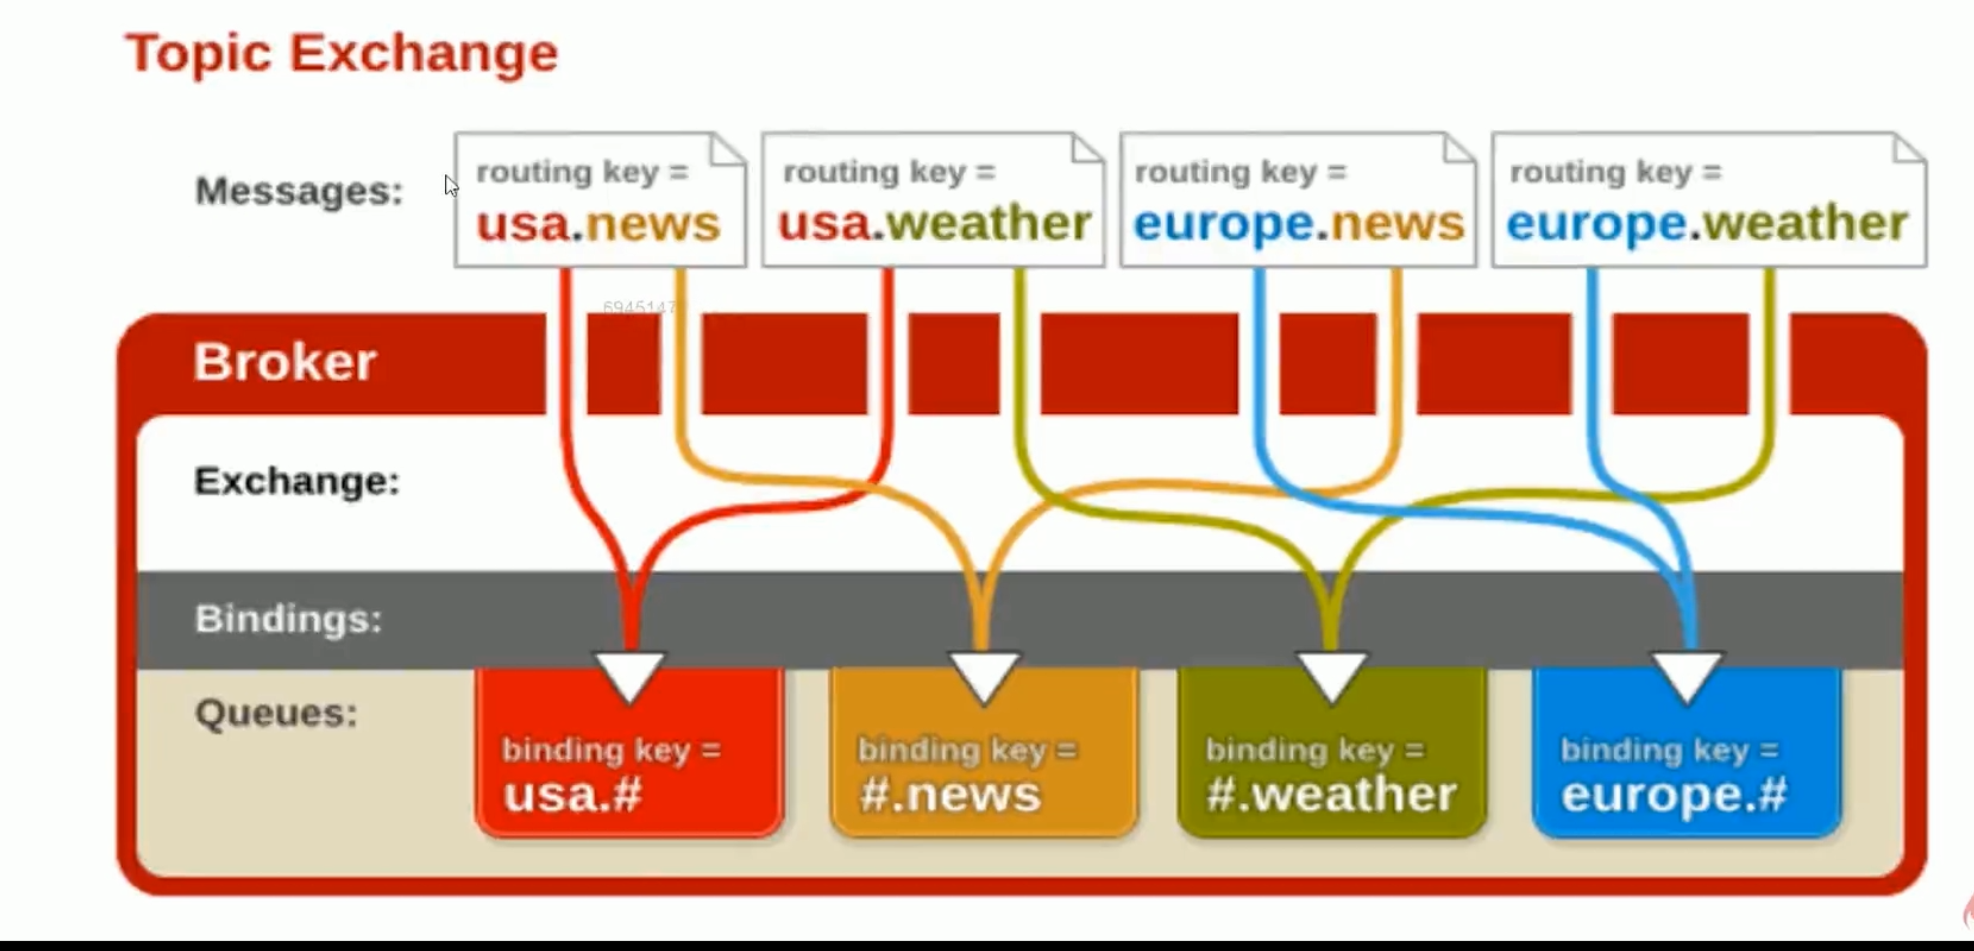 Topic Exchange
Messages:
routing key =
usa.news
routing key =
usa.weather
routing key =
europe.news
routing key =
europe.weather
Broker
Exchange:
Bindings:
Queues:
binding key =
usa.#
binding key =
#.news
binding key =
#.weather
binding key =
europe.#